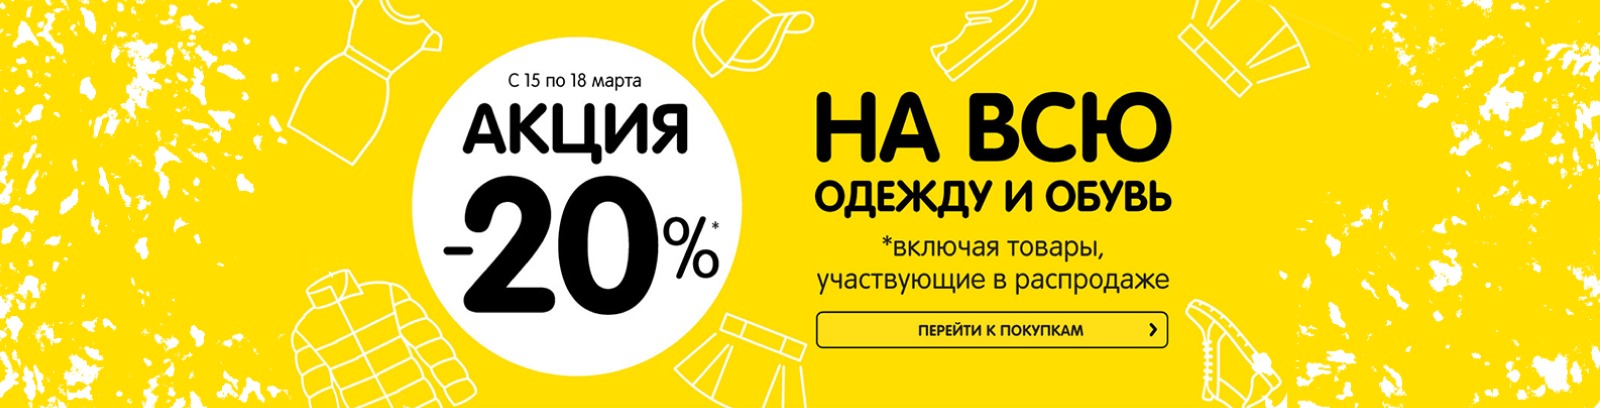 С 15 по 18 марта
АКЦИЯ
-20%*
НА ВСЮ
ОДЕЖДУ И ОБУВЬ
*включая товары,
участвующие в распродаже
ПЕРЕЙТИ К ПОКУПКАМ